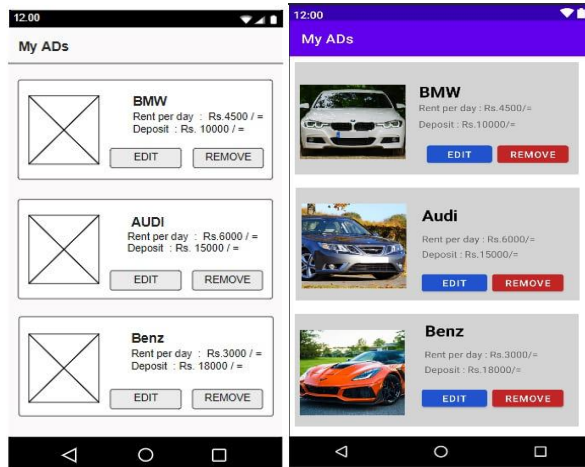 12.00
My ADs
BMW
Rent per day : Rs.4500 / =
Deposit : Rs. 10000 / =
EDIT REMOVE
AUDI
Rent per day : Rs.6000 / =
Deposit : Rs. 15000 / =
EDIT REMOVE
Benz
Rent per day : Rs.3000 / =
Deposit : Rs. 18000 / =
EDIT REMOVE
12:00
My ADs
BMW
Rent per day : Rs.4500/=
Deposit : Rs.10000/=
EDIT REMOVE
Audi
Rent per day : Rs.6000/=
Deposit : Rs.15000/=
EDIT REMOVE
Benz
Rent per day : Rs.3000/=
Deposit : Rs.18000/=
EDIT REMOVE